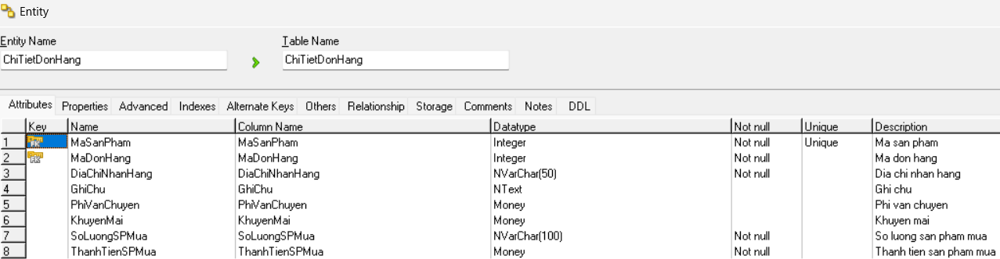 Entity
Entity Name Table Name
ChiTietDonHang ChiTietDonHang
Attributes Properties Advanced Indexes Alternate Keys Others Relationship Storage Comments Notes DDL
Key Name Column Name Datatype Not null Unique Description
1 FK MaSanPham MaSanPham Integer Not null Unique Ma san pham
2 FK MaDonHang MaDonHang Integer Not null Ma don hang
3 DiaChiNhanHang DiaChiNhanHang NVarChar(50) Not null Dia chi nhan hang
4 GhiChu GhiChu NText Ghi chu
5 PhiVanChuyen PhiVanChuyen Money Phi van chuyen
6 KhuyenMai KhuyenMai Money Khuyen mai
7 SoLuongSPMua SoLuongSPMua NVarChar(100) Not null So luong san pham mua
8 ThanhTienSPMua ThanhTienSPMua Money Not null Thanh tien san pham mua